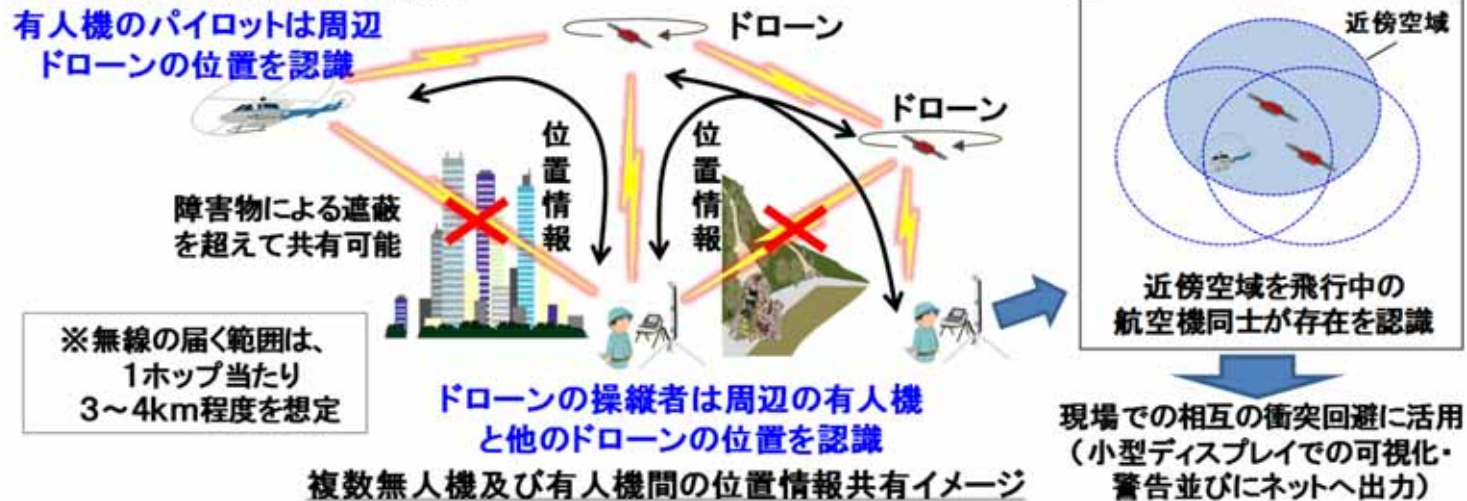 有人機のパイロットは周辺
ドローンの位置を認識
ドローン
ドローン
位置情報
位置情報
障害物による遮蔽
を超えて共有可能
※無線の届く範囲は、
1ホップ当たり
3～4km程度を想定
ドローンの操縦者は周辺の有人機
と他のドローンの位置を認識
複数無人機及び有人機間の位置情報共有イメージ
近傍空域
近傍空域を飛行中の
航空機同士が存在を認識
現場での相互の衝突回避に活用
（小型ディスプレイでの可視化・
警告並びにネットへ出力）